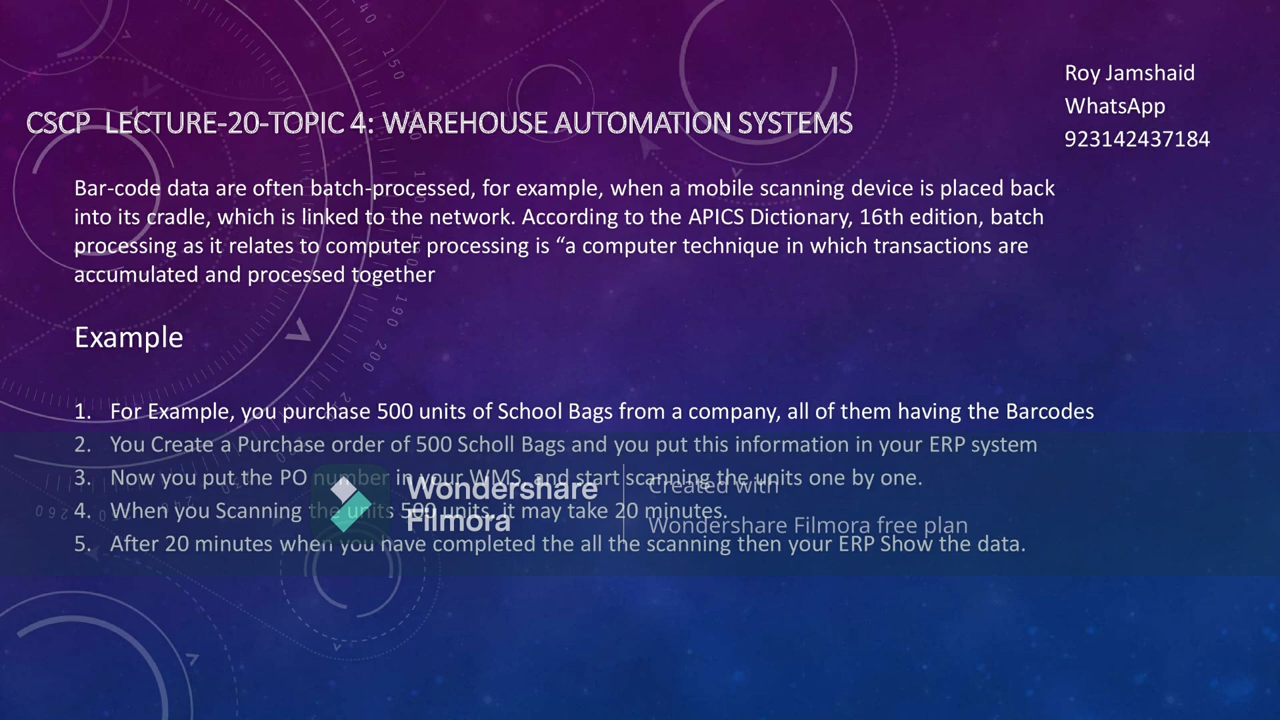 Roy Jamshaid
WhatsApp
923142437184
CSCP LECTURE-20-TOPIC 4: WAREHOUSE AUTOMATION SYSTEMS
Bar-code data are often batch-processed, for example, when a mobile scanning device is placed back
into its cradle, which is linked to the network. According to the APICS Dictionary, 16th edition, batch
processing as it relates to computer processing is “a computer technique in which transactions are
accumulated and processed together
Example
1. For Example, you purchase 500 units of School Bags from a company, all of them having the Barcodes
2. You Create a Purchase order of 500 Scholl Bags and you put this information in your ERP system
3. Now you put the PO number in your WMS, and start scanning the units one by one.
4. When you Scanning the units 500 units, it may take 20 minutes.
5. After 20 minutes when you have completed the all the scanning then your ERP Show the data.
Wondershare
Filmora
Created with
Wondershare Filmora free plan
150
190
200
260